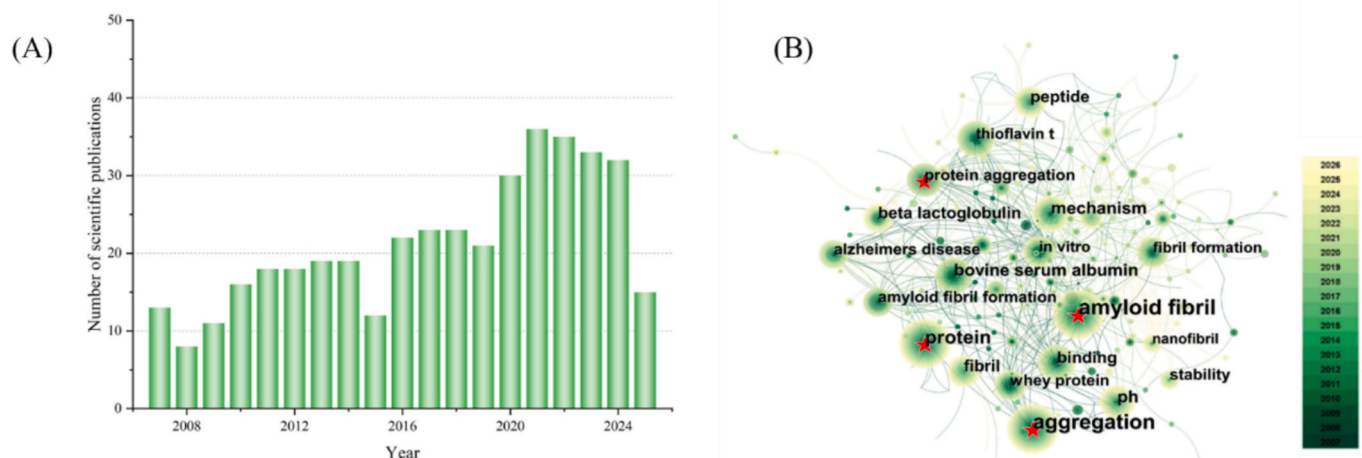 (A)
50
40
30
20
10
0
Number of scientific publications
2008
2012
2016
2020
2024
Year
(B)
peptide
thioflavin t
protein aggregation
beta lactoglobulin
mechanism
alzheimers disease
in vitro
fibril formation
bovine serum albumin
amyloid fibril formation
amyloid fibril
protein
nanofibril
binding
fibril
whey protein
stability
ph
aggregation
2026
2025
2024
2023
2022
2021
2020
2019
2018
2017
2016
2015
2014
2013
2012
2011
2010
2009
2008
2007